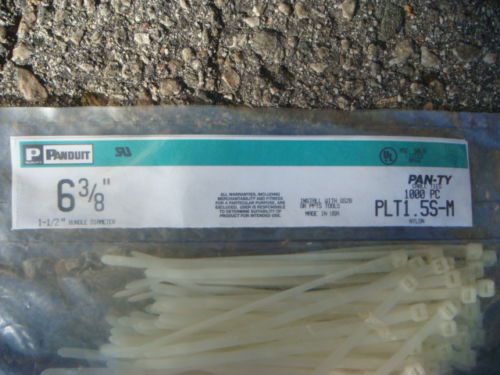 P PANDUIT
6 3/8"
1-1/2" BUNDLE DIAMETER
ALL WARRANTIES, INCLUDING
MERCHANTABILITY AND FITNESS
FOR A PARTICULAR PURPOSE, ARE
EXCLUDED. USER IS RESPONSIBLE
TO DETERMINE SUITABILITY OF
PRODUCT FOR INTENDED USE.
INSTALL WITH GS2B
OR PPTS TOOLS
MADE IN USA
PAN-TY
CABLE TIES
1000 PC
PLT1.5S-M
NYLON